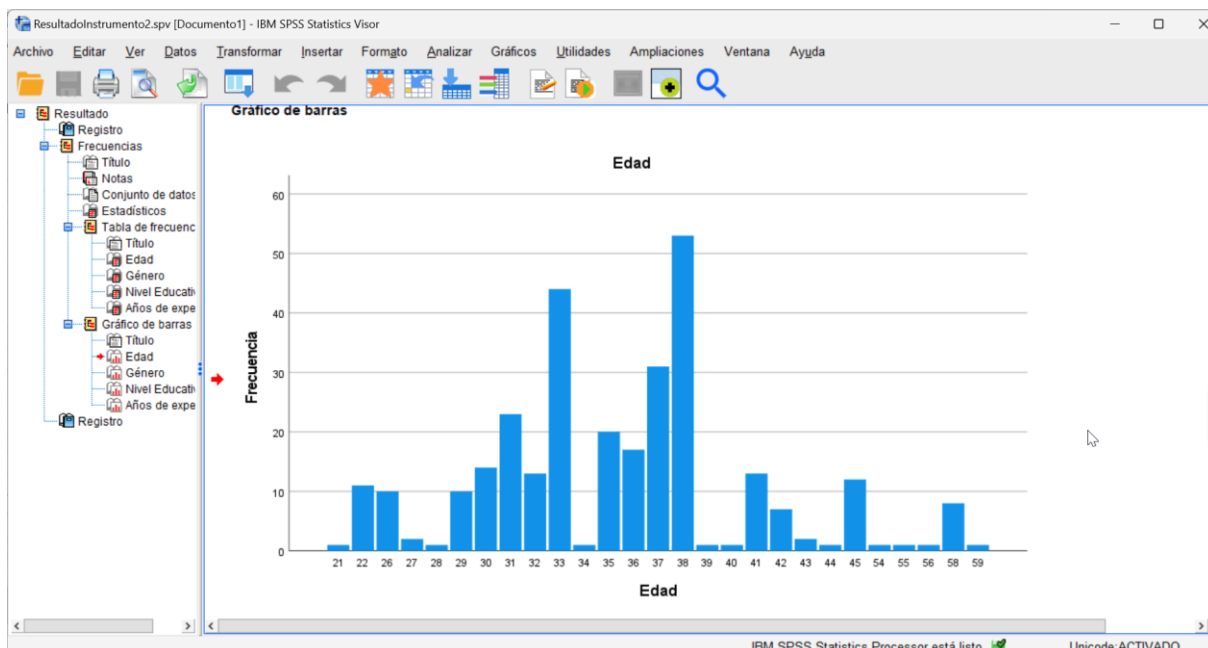 ResultadoInstrumento2.spv [Documento1] - IBM SPSS Statistics Visor
Archivo Editar Ver Datos Transformar Insertar Formato Analizar Gráficos Utilidades Ampliaciones Ventana Ayuda
Resultado
Registro
Frecuencias
Título
Notas
Conjunto de datos
Estadísticos
Tabla de frecuenc
Título
Edad
Género
Nivel Educati
Años de expe
Gráfico de barras
Título
Edad
Género
Nivel Educati
Años de expe
Registro
Gráfico de barras
Edad
Frecuencia
60
50
40
30
20
10
0
21 22 26 27 28 29 30 31 32 33 34 35 36 37 38 39 40 41 42 43 44 45 54 55 56 58 59
Edad
IBM SPSS Statistics Processor está listo Unicode:ACTIVADO